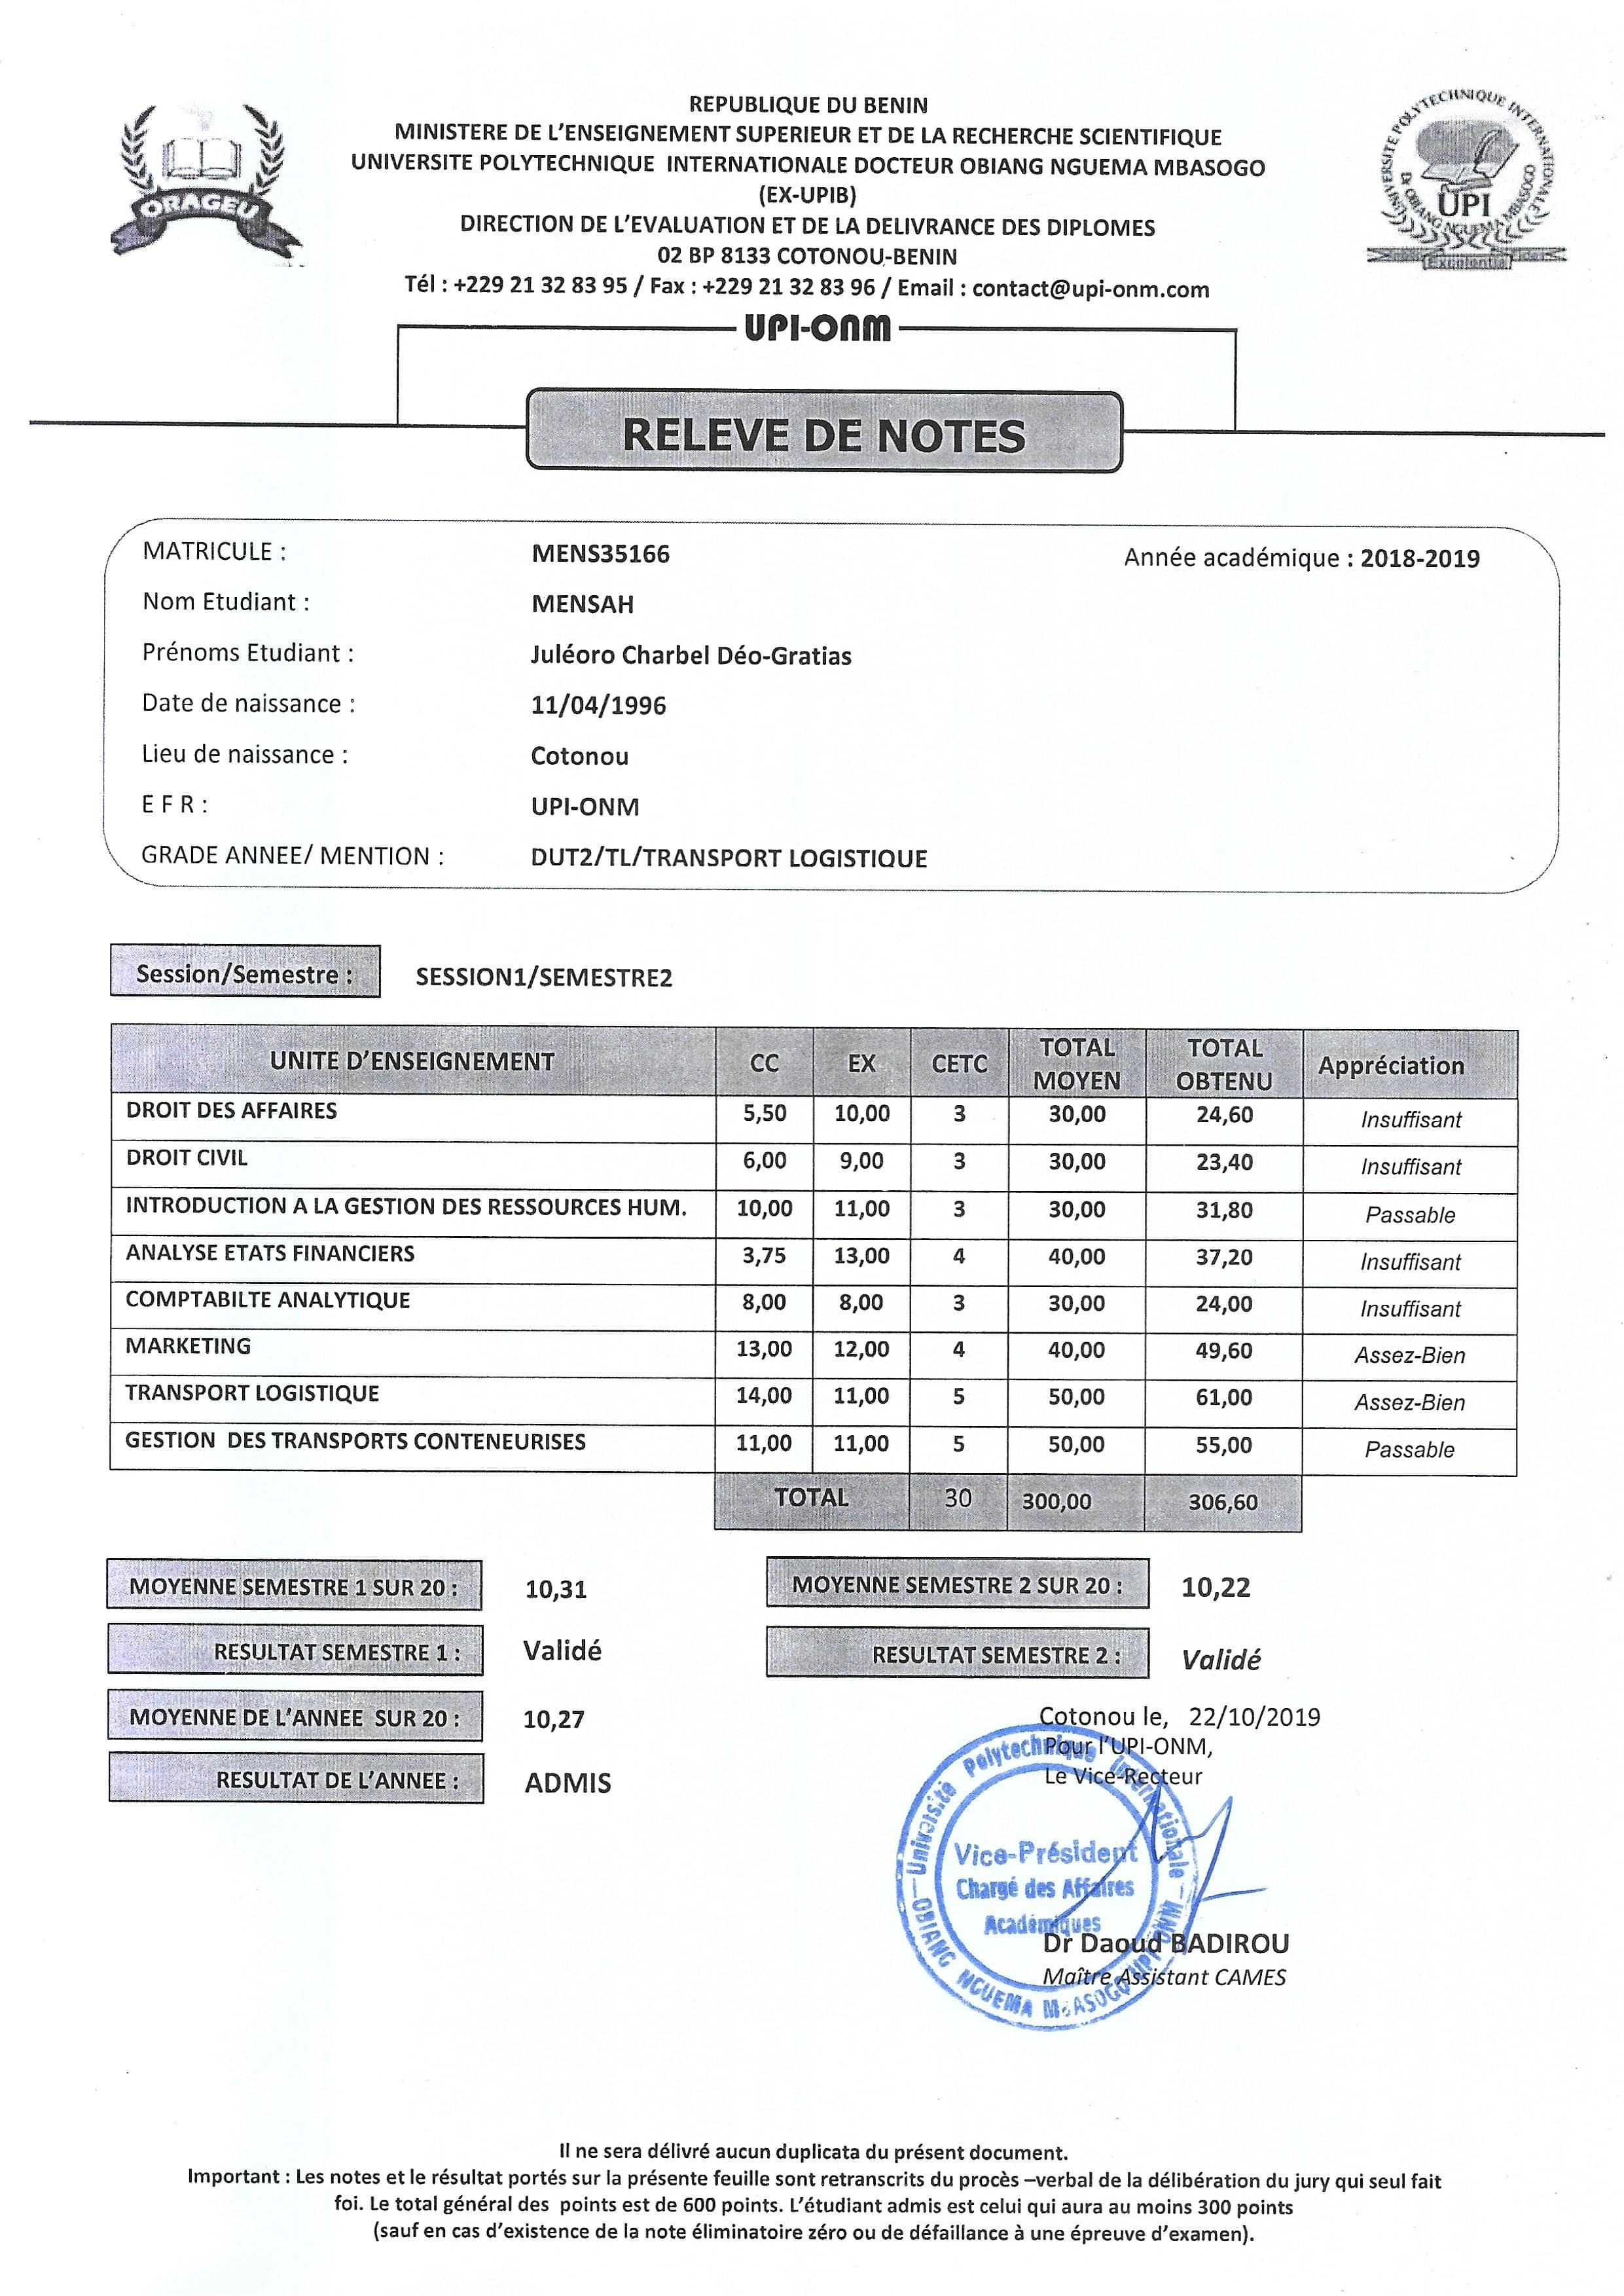 REPUBLIQUE DU BENIN
MINISTERE DE L'ENSEIGNEMENT SUPERIEUR ET DE LA RECHERCHE SCIENTIFIQUE
UNIVERSITE POLYTECHNIQUE INTERNATIONALE DOCTEUR OBIANG NGUEMA MBASOGO
(EX-UPIB)
DIRECTION DE L'EVALUATION ET DE LA DELIVRANCE DES DIPLOMES
02 BP 8133 COTONOU-BENIN
Tél : +229 21 32 83 95 / Fax : +229 21 32 83 96 / Email : contact@upi-onm.com
ORAGEU
UNIVERSITE POLYTECHNIQUE INTERNATIONALE
OBIANG NGUEMA MBASOGO
UPI
UPI-ONM
RELEVE DE NOTES
MATRICULE : MENS35166 Année académique : 2018-2019
Nom Etudiant : MENSAH
Prénoms Etudiant : Juléoro Charbel Déo-Gratias
Date de naissance : 11/04/1996
Lieu de naissance : Cotonou
E F R : UPI-ONM
GRADE ANNEE/ MENTION : DUT2/TL/TRANSPORT LOGISTIQUE
Session/Semestre : SESSION1/SEMESTRE2
UNITE D'ENSEIGNEMENT CC EX CETC TOTAL MOYEN TOTAL OBTENU Appréciation
DROIT DES AFFAIRES 5,50 10,00 3 30,00 24,60 Insuffisant
DROIT CIVIL 6,00 9,00 3 30,00 23,40 Insuffisant
INTRODUCTION A LA GESTION DES RESSOURCES HUM. 10,00 11,00 3 30,00 31,80 Passable
ANALYSE ETATS FINANCIERS 3,75 13,00 4 40,00 37,20 Insuffisant
COMPTABILTE ANALYTIQUE 8,00 8,00 3 30,00 24,00 Insuffisant
MARKETING 13,00 12,00 4 40,00 49,60 Assez-Bien
TRANSPORT LOGISTIQUE 14,00 11,00 5 50,00 61,00 Assez-Bien
GESTION DES TRANSPORTS CONTENEURISES 11,00 11,00 5 50,00 55,00 Passable
TOTAL 30 300,00 306,60
MOYENNE SEMESTRE 1 SUR 20 : 10,31 MOYENNE SEMESTRE 2 SUR 20 : 10,22
RESULTAT SEMESTRE 1 : Validé RESULTAT SEMESTRE 2 : Validé
MOYENNE DE L'ANNEE SUR 20 : 10,27
RESULTAT DE L'ANNEE : ADMIS
Cotonou le, 22/10/2019
Pour l'UPI-ONM,
Le Vice-Recteur
Université Polytechnique Internationale
Vice-Président
Chargé des Affaires
Académiques
OBIANG NGUEMA MBASOGO UPI-ONM
Dr Daoud BADIROU
Maître Assistant CAMES
Il ne sera délivré aucun duplicata du présent document.
Important : Les notes et le résultat portés sur la présente feuille sont retranscrits du procès –verbal de la délibération du jury qui seul fait
foi. Le total général des points est de 600 points. L'étudiant admis est celui qui aura au moins 300 points
(sauf en cas d'existence de la note éliminatoire zéro ou de défaillance à une épreuve d'examen).